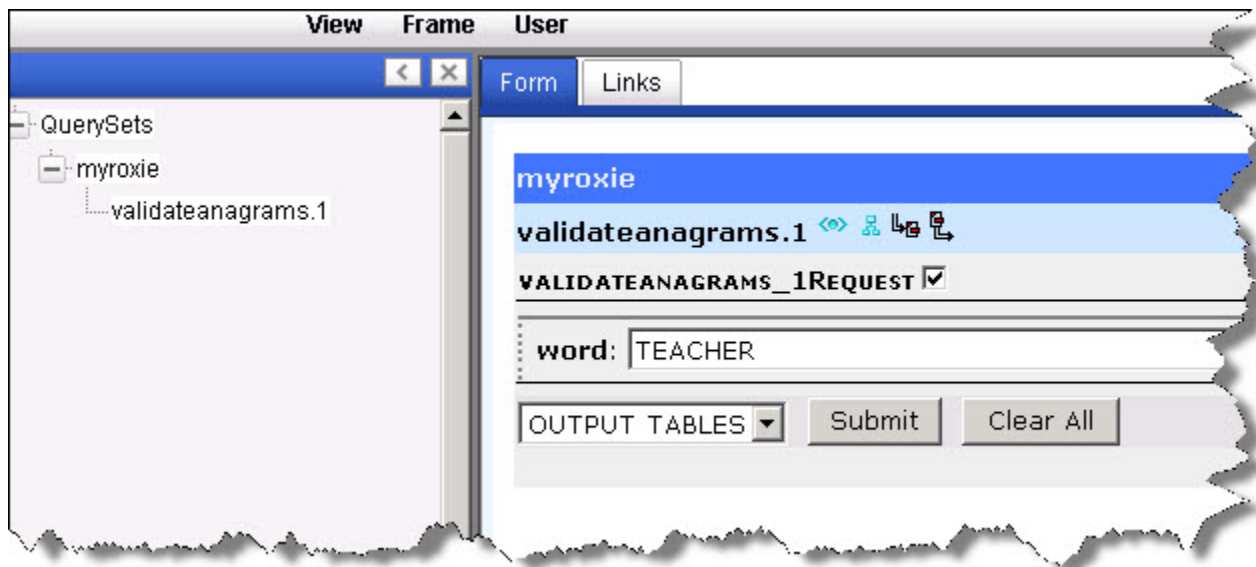 View Frame User
QuerySets
myroxie
validateanagrams.1
Form Links
myroxie
validateanagrams.1
VALIDATEANAGRAMS_1REQUEST
word: TEACHER
OUTPUT TABLES Submit Clear All